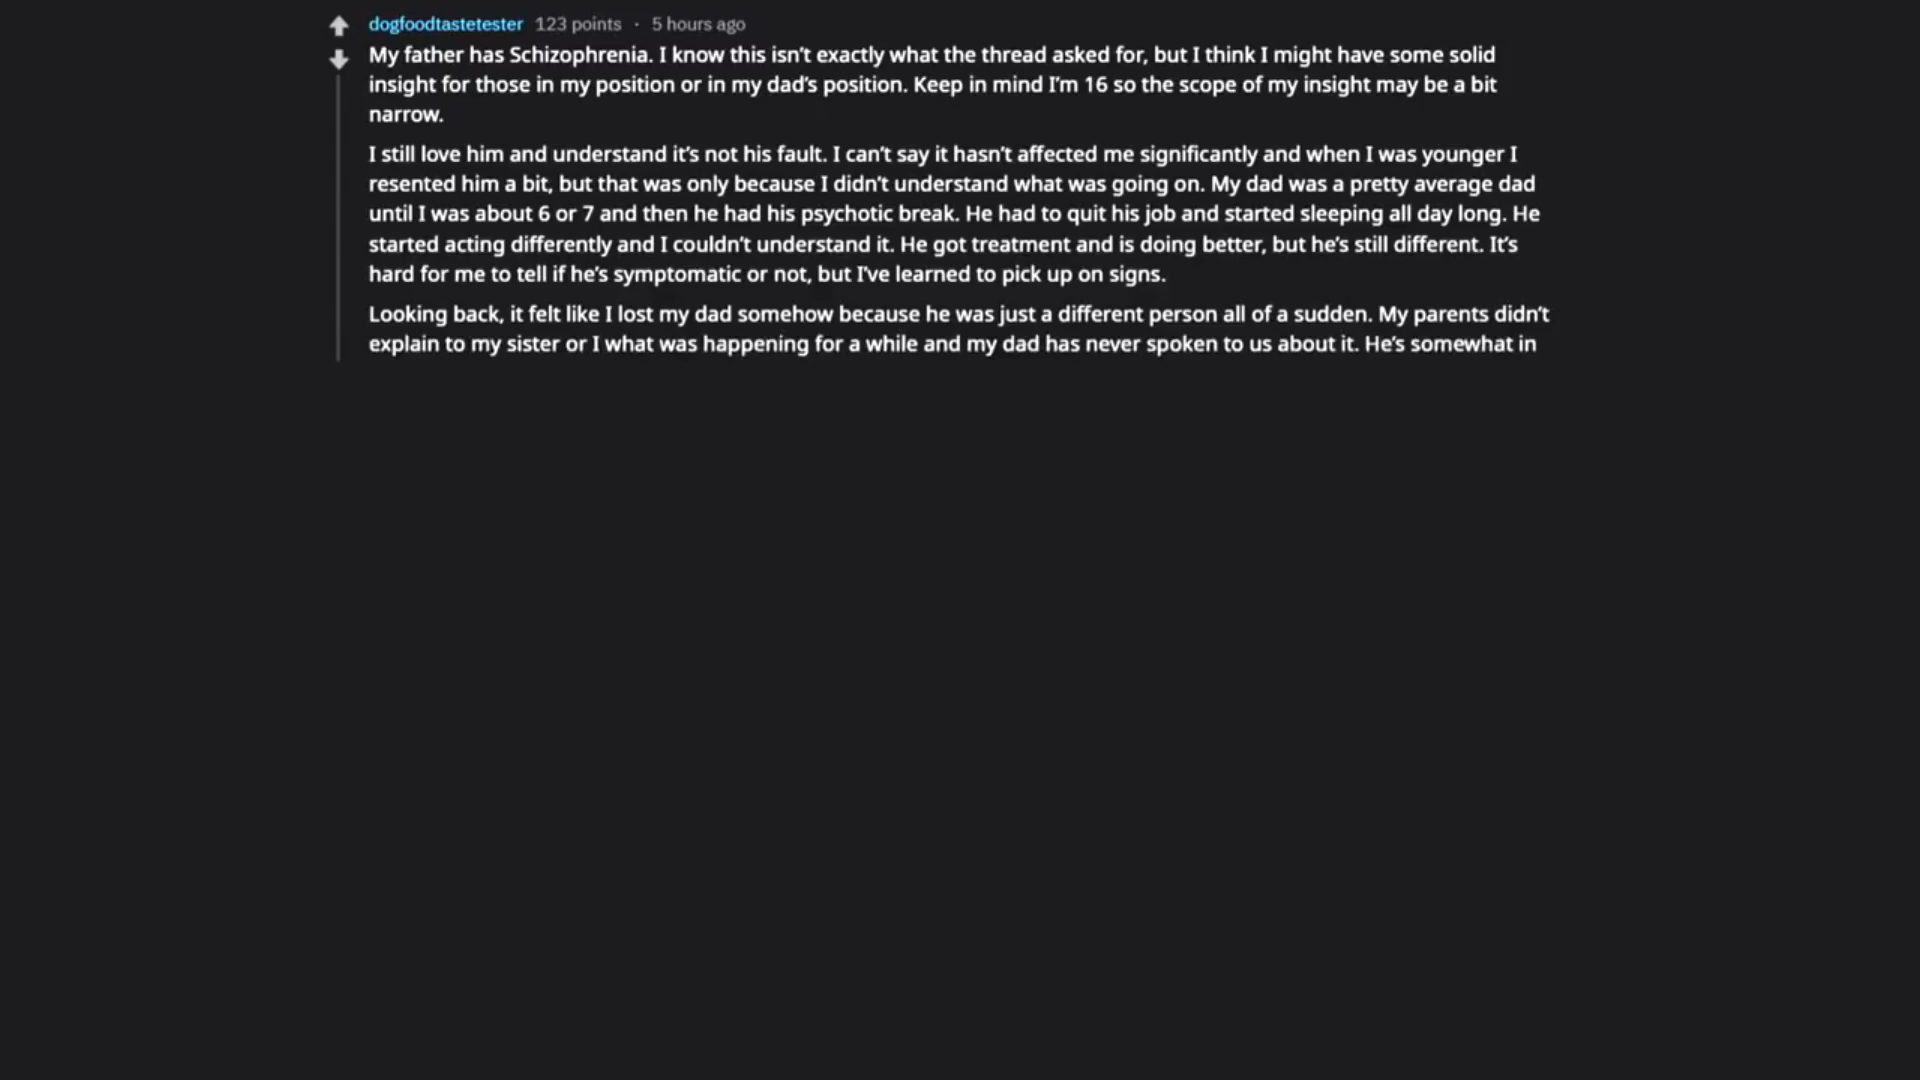 dogfoodtastetester 123 points · 5 hours ago
My father has Schizophrenia. I know this isn't exactly what the thread asked for, but I think I might have some solid
insight for those in my position or in my dad's position. Keep in mind I'm 16 so the scope of my insight may be a bit
narrow.
I still love him and understand it's not his fault. I can't say it hasn't affected me significantly and when I was younger I
resented him a bit, but that was only because I didn't understand what was going on. My dad was a pretty average dad
until I was about 6 or 7 and then he had his psychotic break. He had to quit his job and started sleeping all day long. He
started acting differently and I couldn't understand it. He got treatment and is doing better, but he's still different. It's
hard for me to tell if he's symptomatic or not, but I've learned to pick up on signs.
Looking back, it felt like I lost my dad somehow because he was just a different person all of a sudden. My parents didn't
explain to my sister or I what was happening for a while and my dad has never spoken to us about it. He's somewhat in